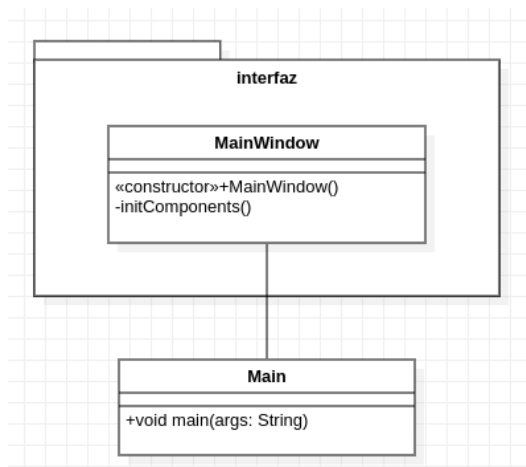 interfaz
MainWindow
«constructor»+MainWindow()
-initComponents()
Main
+void main(args: String)